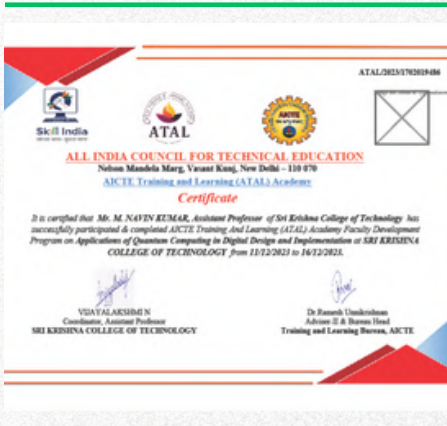 ATAL/2023/1702019486
Skill India
ATAL
AICTE
ALL INDIA COUNCIL FOR TECHNICAL EDUCATION
Nelson Mandela Marg, Vasant Kunj, New Delhi – 110 070
AICTE Training and Learning (ATAL) Academy
Certificate
It is certified that Mr. M. NAVIN KUMAR, Assistant Professor of Sri Krishna College of Technology has
successfully participated & completed AICTE Training And Learning (ATAL) Academy Faculty Development
Program on Applications of Quantum Computing in Digital Design and Implementation at SRI KRISHNA
COLLEGE OF TECHNOLOGY from 11/12/2023 to 16/12/2023.
VIJAYALAKSHMI N
Coordinator, Assistant Professor
SRI KRISHNA COLLEGE OF TECHNOLOGY
Dr.Ramesh Unnikrishnan
Advisor-II & Bureau Head
Training and Learning Bureau, AICTE